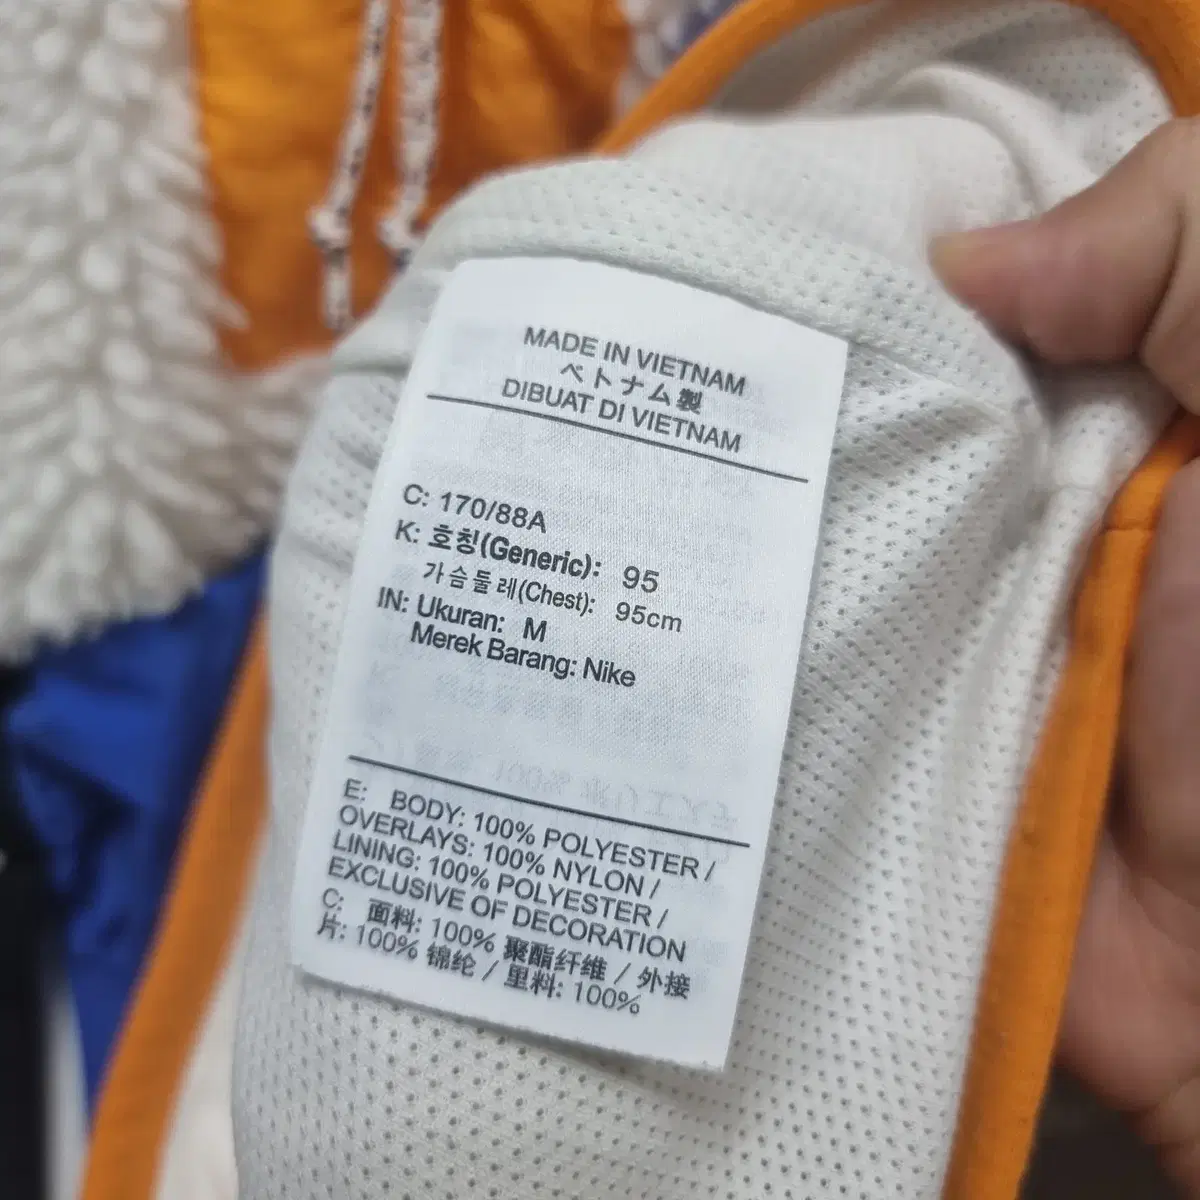 MADE IN VIETNAM
ベトナム製
DIBUAT DI VIETNAM
C: 170/88A
K: 호칭(Generic): 95
가슴둘레(Chest): 95cm
IN: Ukuran: M
Merek Barang: Nike
E: BODY: 100% POLYESTER /
OVERLAYS: 100% NYLON /
LINING: 100% POLYESTER /
EXCLUSIVE OF DECORATION
C: 面料: 100% 聚酯纤维 / 外接
片: 100% 锦纶 / 里料: 100%